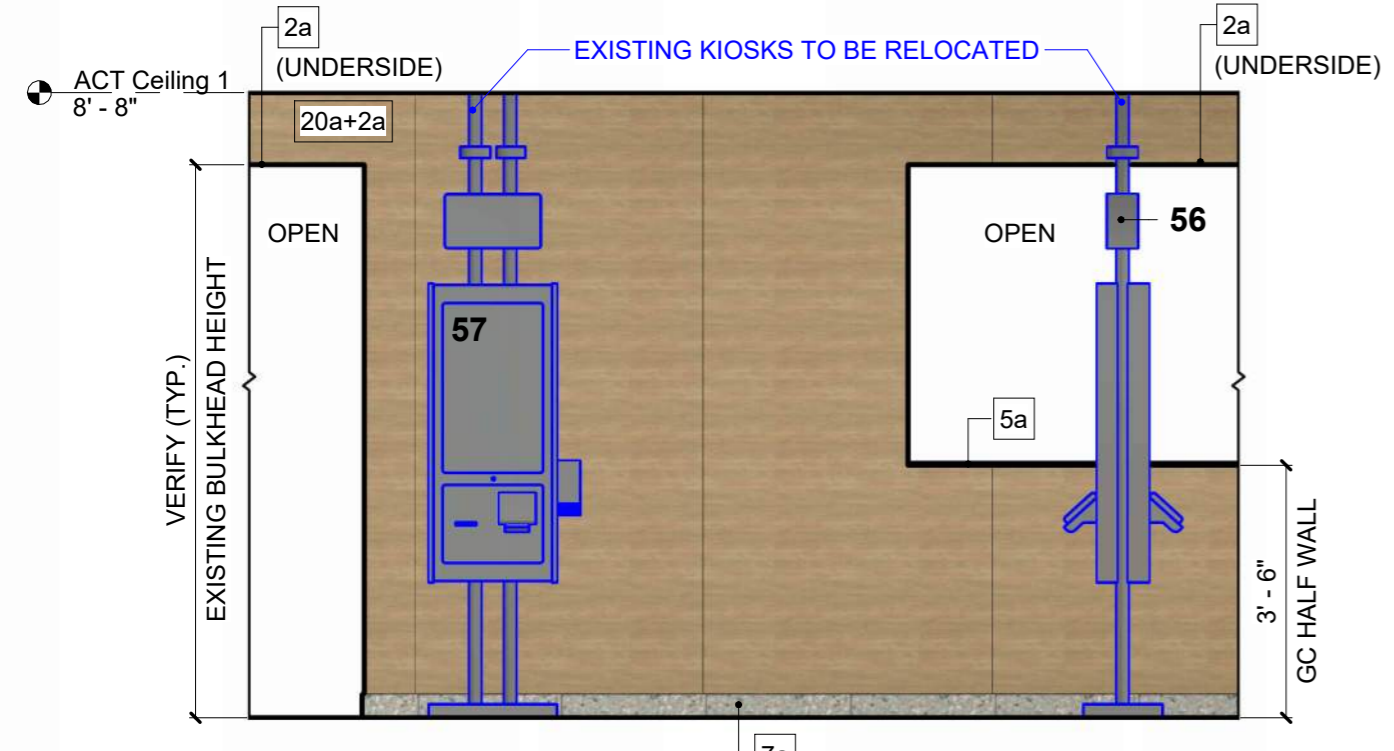 2a
(UNDERSIDE)
EXISTING KIOSKS TO BE RELOCATED
2a
(UNDERSIDE)
ACT Ceiling 1
8' - 8"
20a+2a
OPEN
OPEN
56
57
VERIFY (TYP.)
EXISTING BULKHEAD HEIGHT
5a
3' - 6"
GC HALF WALL